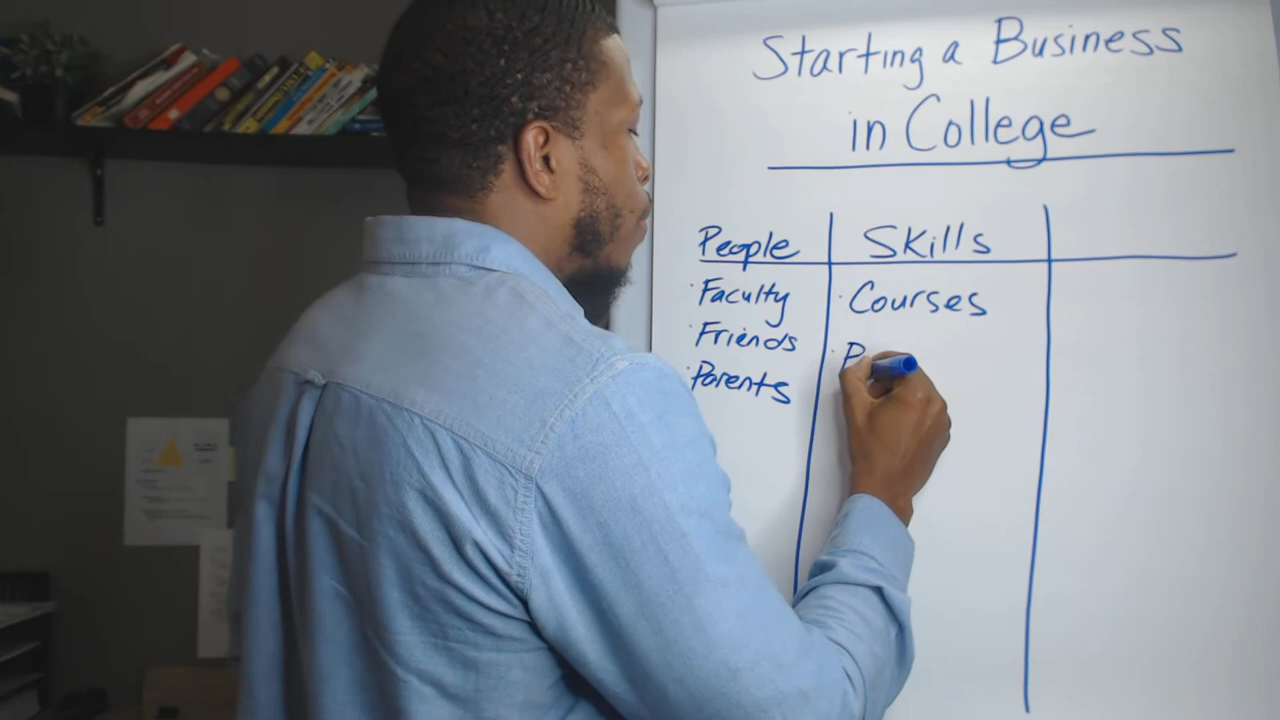 Starting a Business
in College
People
Skills
· Faculty
· Courses
· Friends
· P
· Parents